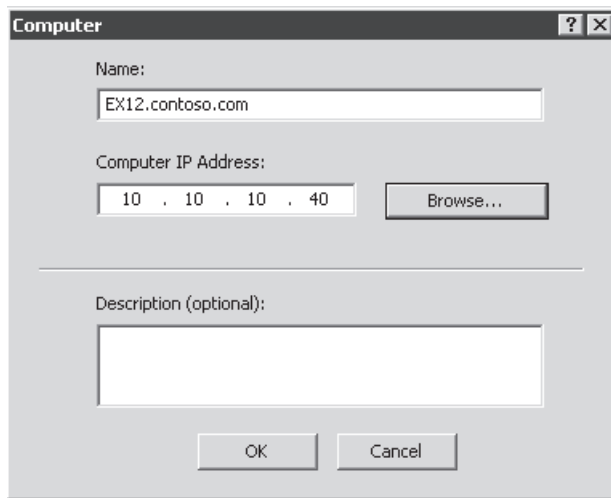 Computer
Name:
EX12.contoso.com
Computer IP Address:
10 . 10 . 10 . 40
Browse...
Description (optional):
OK
Cancel